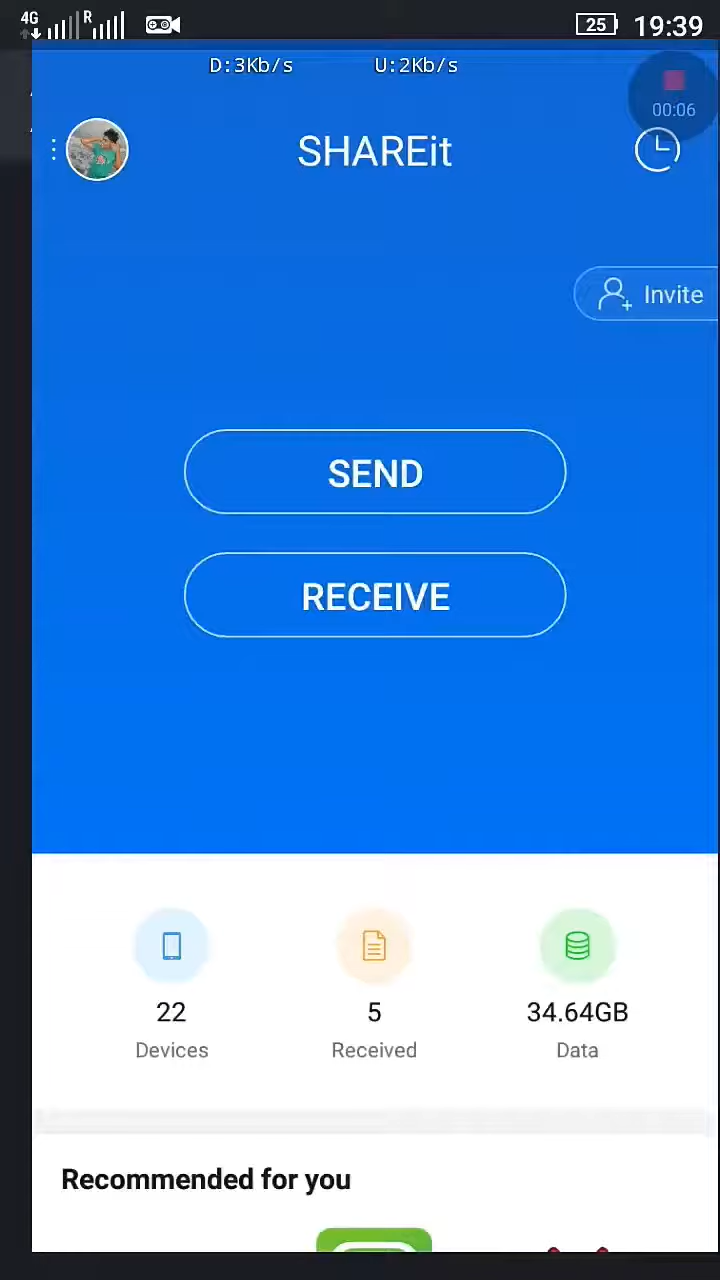 4G R 25 19:39
D:3Kb/s U:2Kb/s
00:06
SHAREit
Invite
SEND
RECEIVE
22 5 34.64GB
Devices Received Data
Recommended for you